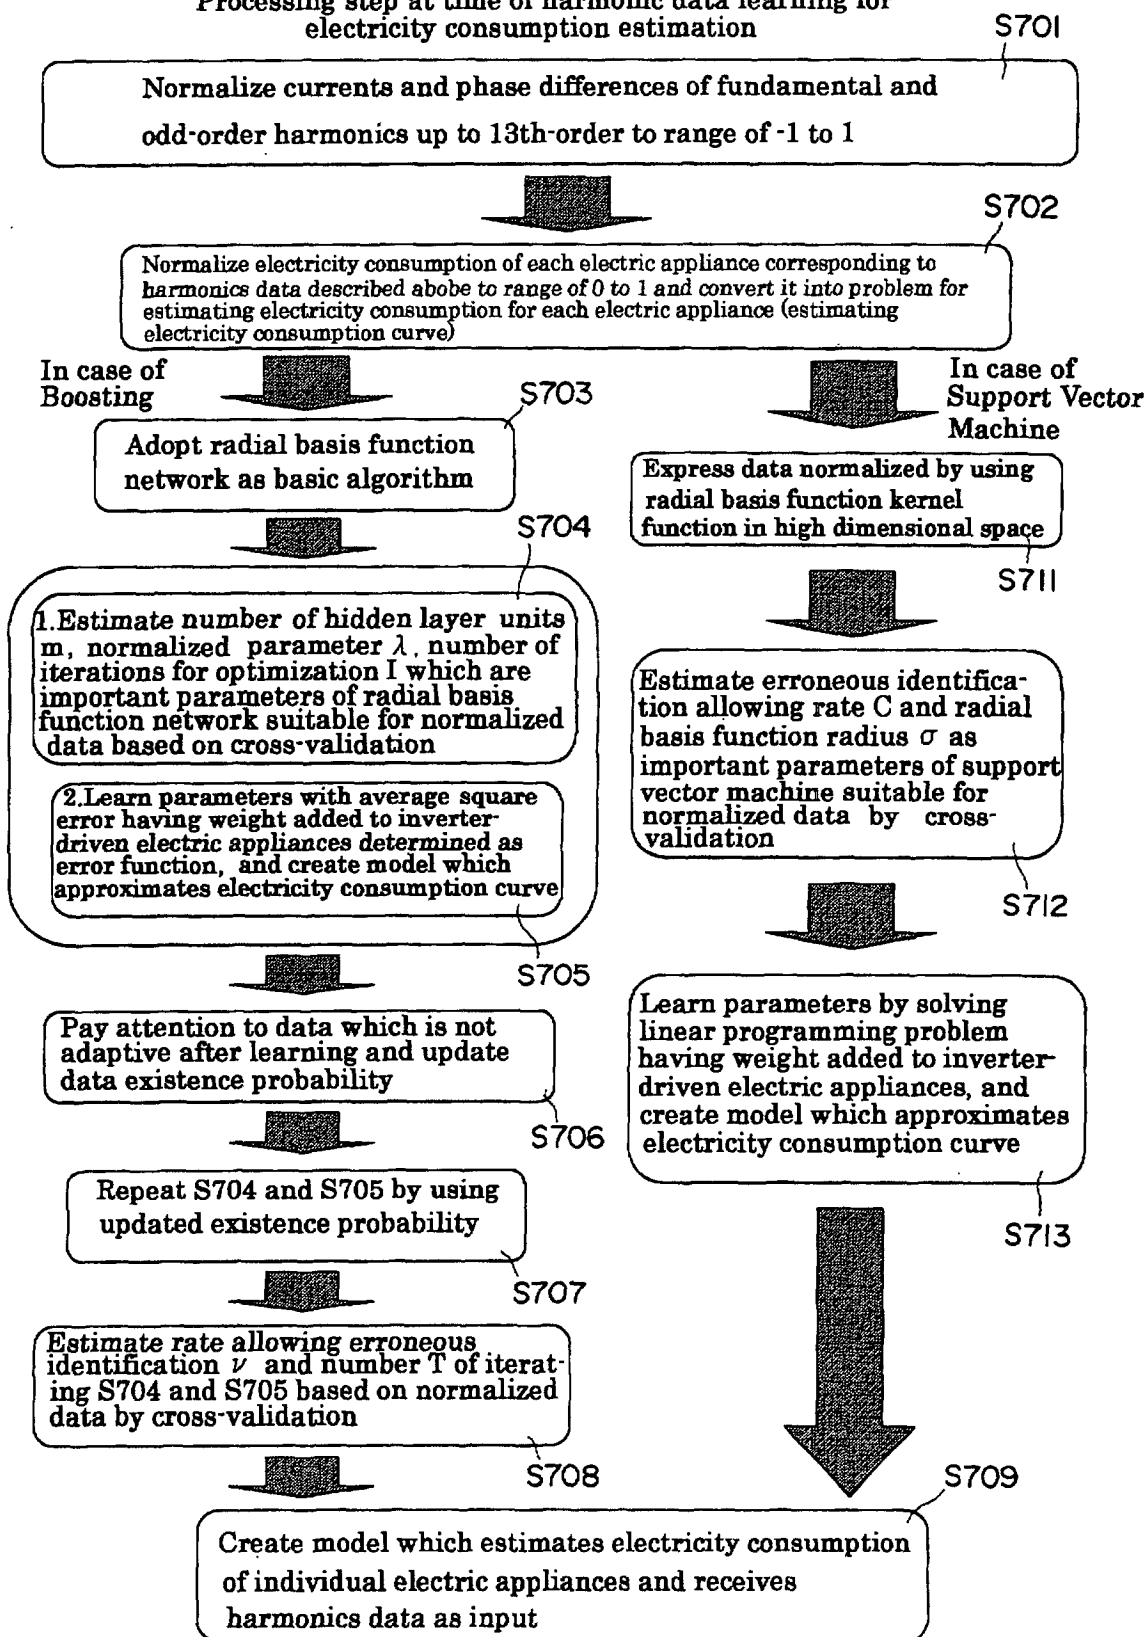 Processing step at time of harmonic data learning for
electricity consumption estimation
S701
Normalize currents and phase differences of fundamental and
odd-order harmonics up to 13th-order to range of -1 to 1
S702
Normalize electricity consumption of each electric appliance corresponding to
harmonics data described abobe to range of 0 to 1 and convert it into problem for
estimating electricity consumption for each electric appliance (estimating
electricity consumption curve)
In case of
Boosting
S703
Adopt radial basis function
network as basic algorithm
S704
1.Estimate number of hidden layer units
m, normalized parameter λ, number of
iterations for optimization I which are
important parameters of radial basis
function network suitable for normalized
data based on cross-validation
2.Learn parameters with average square
error having weight added to inverter-
driven electric appliances determined as
error function, and create model which
approximates electricity consumption curve
S705
Pay attention to data which is not
adaptive after learning and update
data existence probability
S706
Repeat S704 and S705 by using
updated existence probability
S707
Estimate rate allowing erroneous
identification ν and number T of iterat-
ing S704 and S705 based on normalized
data by cross-validation
S708
In case of
Support Vector
Machine
Express data normalized by using
radial basis function kernel
function in high dimensional space
S711
Estimate erroneous identifica-
tion allowing rate C and radial
basis function radius σ as
important parameters of support
vector machine suitable for
normalized data by cross-
validation
S712
Learn parameters by solving
linear programming problem
having weight added to inverter-
driven electric appliances, and
create model which approximates
electricity consumption curve
S713
S709
Create model which estimates electricity consumption
of individual electric appliances and receives
harmonics data as input